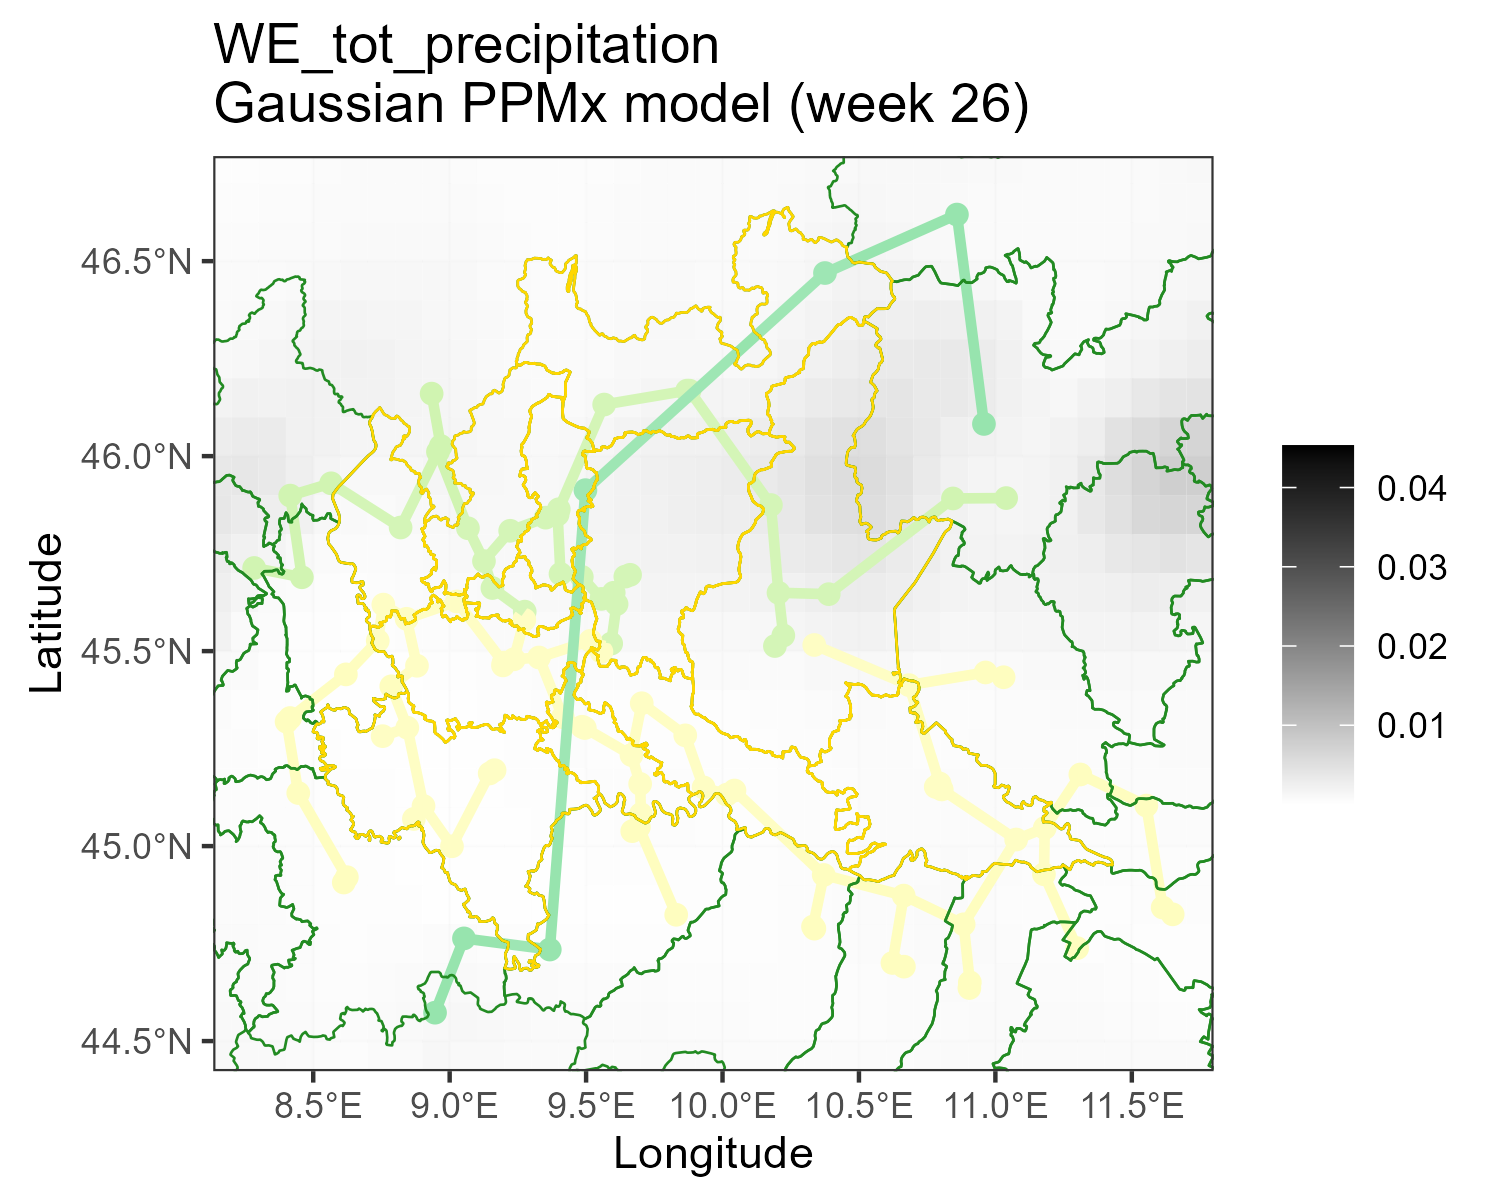 WE_tot_precipitation
Gaussian PPMx model (week 26)
46.5°N
46.0°N
45.5°N
45.0°N
44.5°N
Latitude
8.5°E 9.0°E 9.5°E 10.0°E 10.5°E 11.0°E 11.5°E
Longitude
0.04
0.03
0.02
0.01